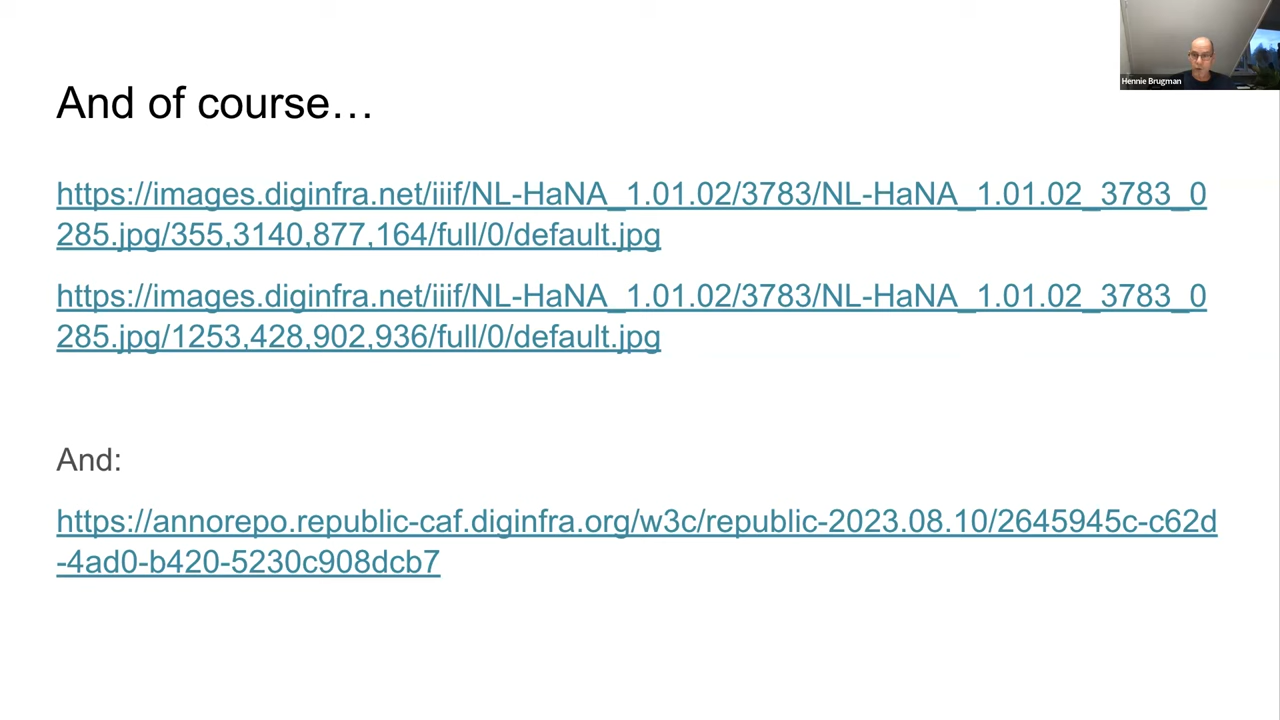 Hennie Brugman
And of course…
https://images.diginfra.net/iiif/NL-HaNA_1.01.02/3783/NL-HaNA_1.01.02_3783_0
285.jpg/355,3140,877,164/full/0/default.jpg
https://images.diginfra.net/iiif/NL-HaNA_1.01.02/3783/NL-HaNA_1.01.02_3783_0
285.jpg/1253,428,902,936/full/0/default.jpg
And:
https://annorepo.republic-caf.diginfra.org/w3c/republic-2023.08.10/2645945c-c62d
-4ad0-b420-5230c908dcb7